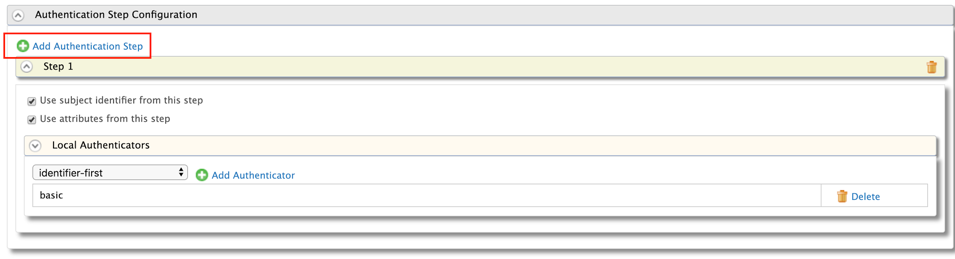 Authentication Step Configuration
Add Authentication Step
Step 1
Use subject identifier from this step
Use attributes from this step
Local Authenticators
identifier-first Add Authenticator
basic Delete